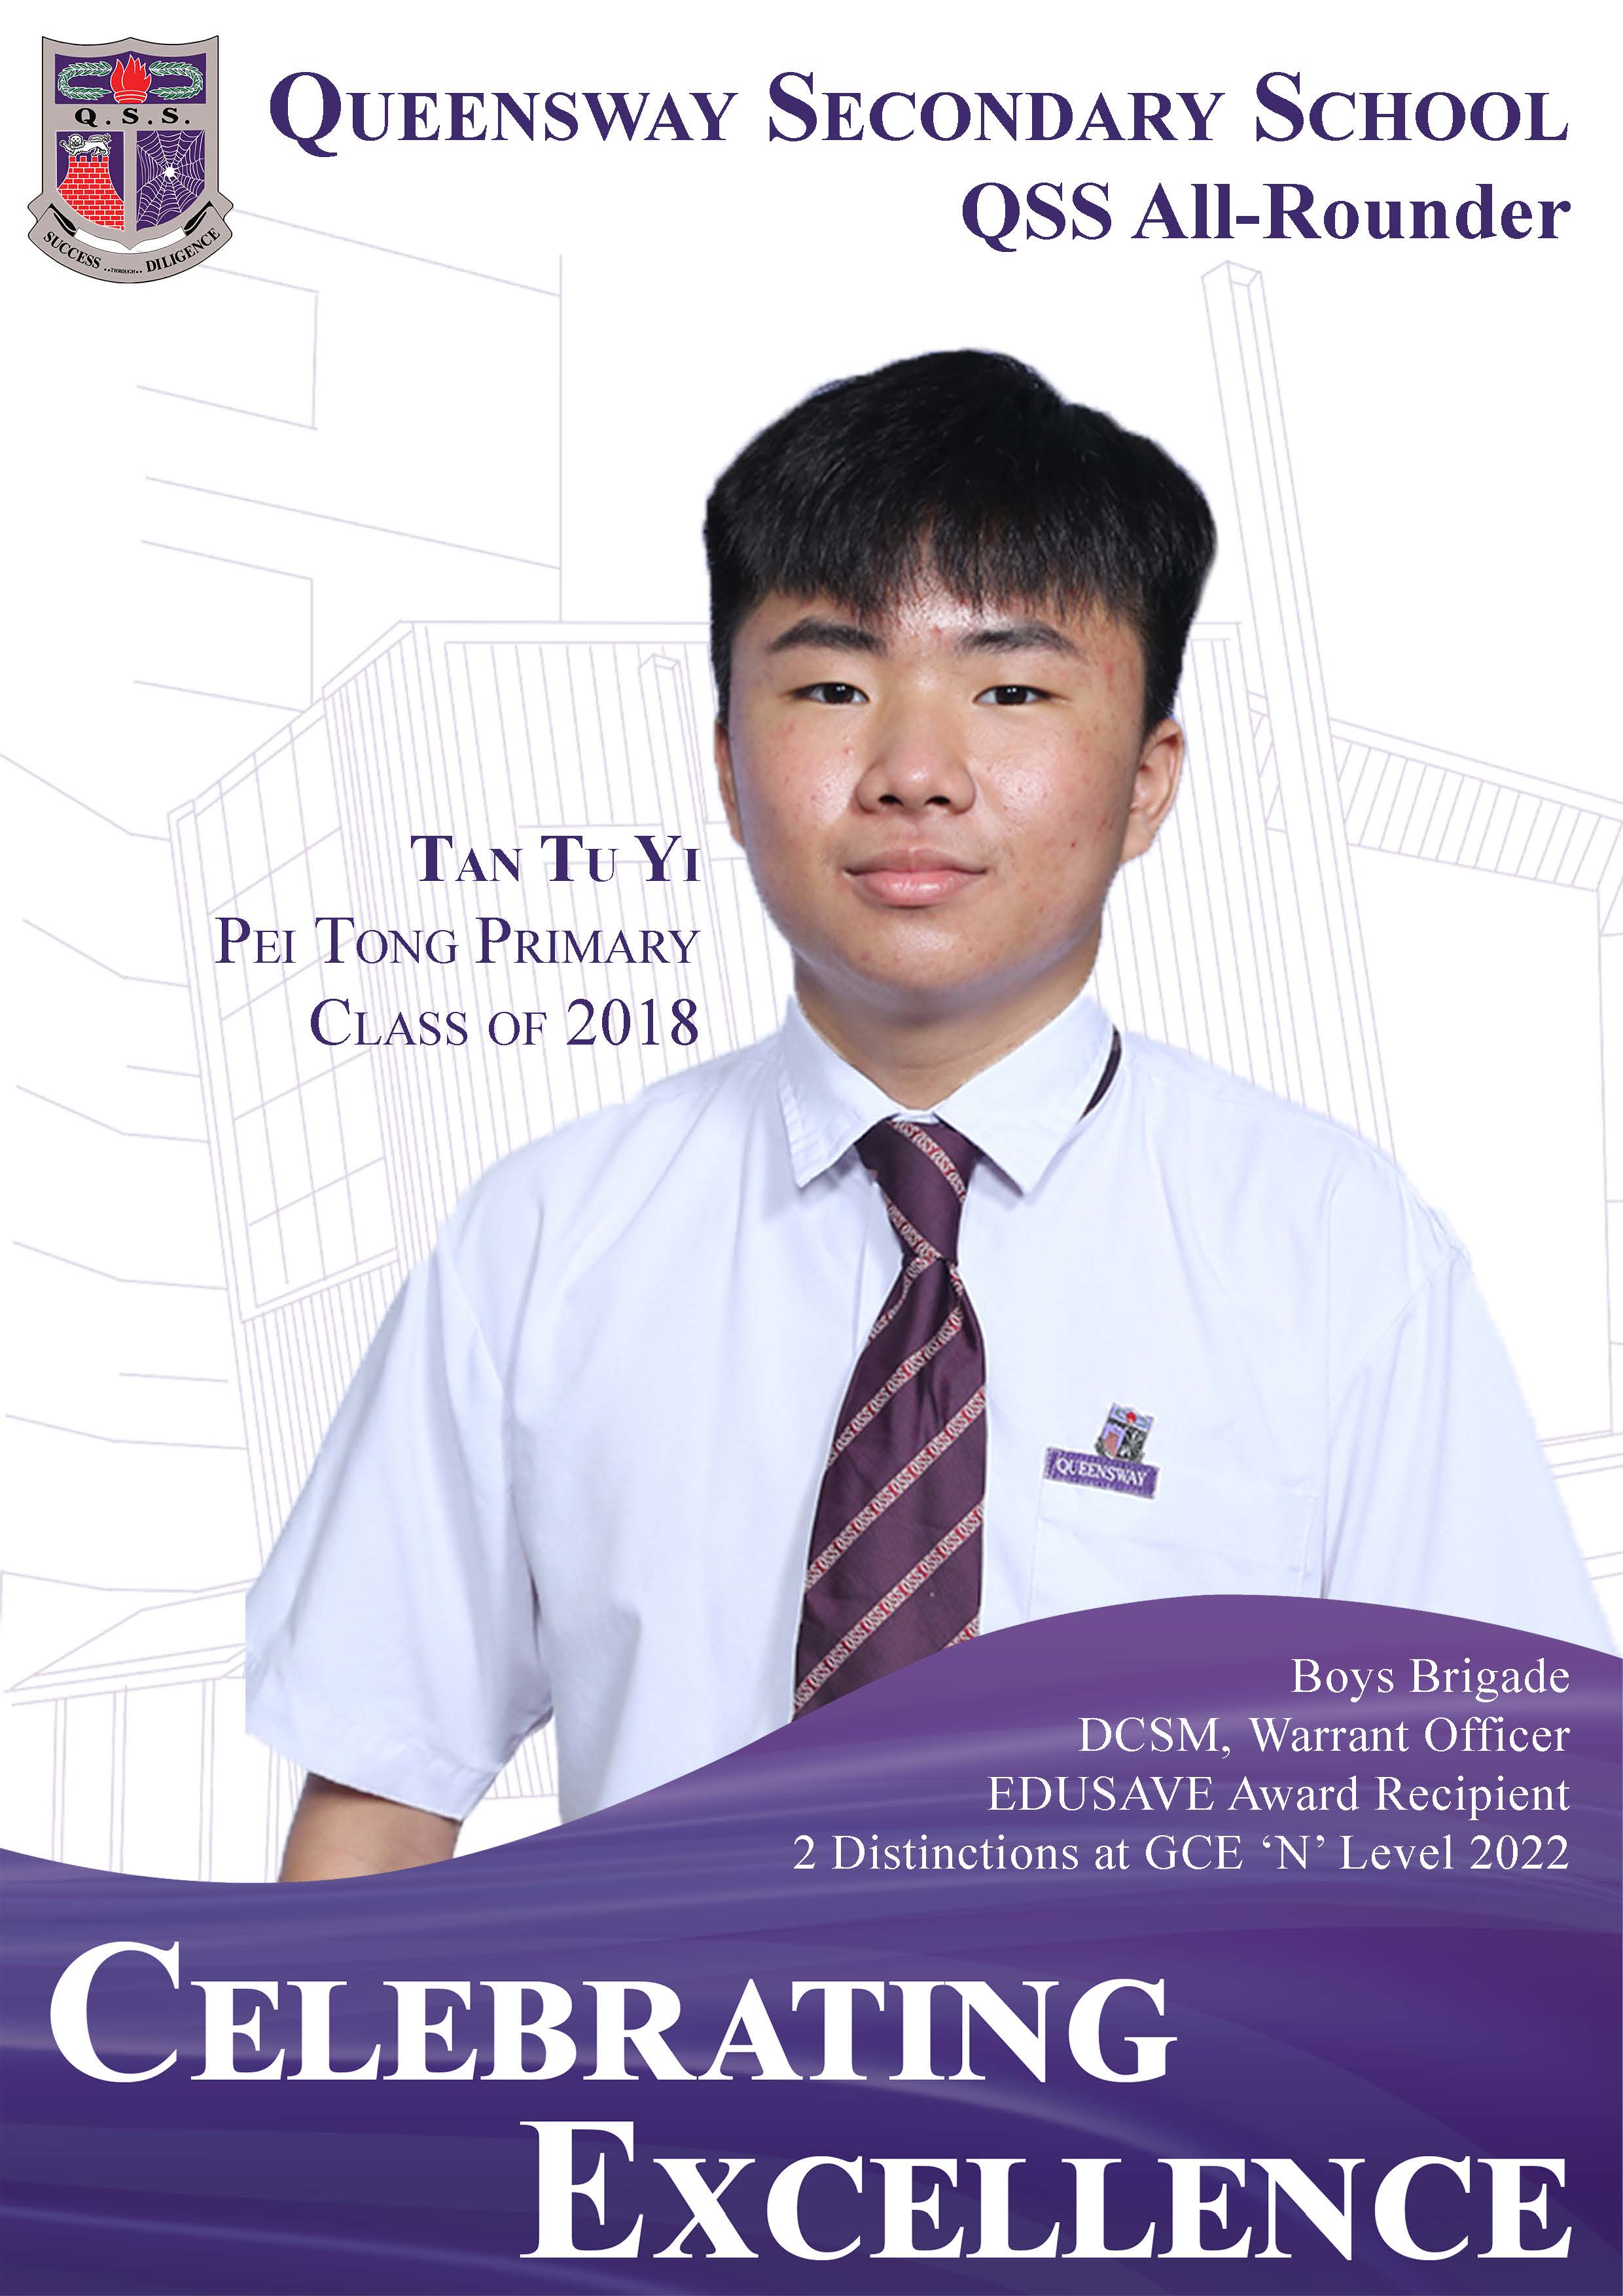 Q.S.S.
SUCCESS ..THROUGH.. DILIGENCE
QUEENSWAY SECONDARY SCHOOL
QSS All-Rounder
TAN TU YI
PEI TONG PRIMARY
CLASS OF 2018
QUEENSWAY
Boys Brigade
DCSM, Warrant Officer
EDUSAVE Award Recipient
2 Distinctions at GCE ‘N’ Level 2022
CELEBRATING
EXCELLENCE